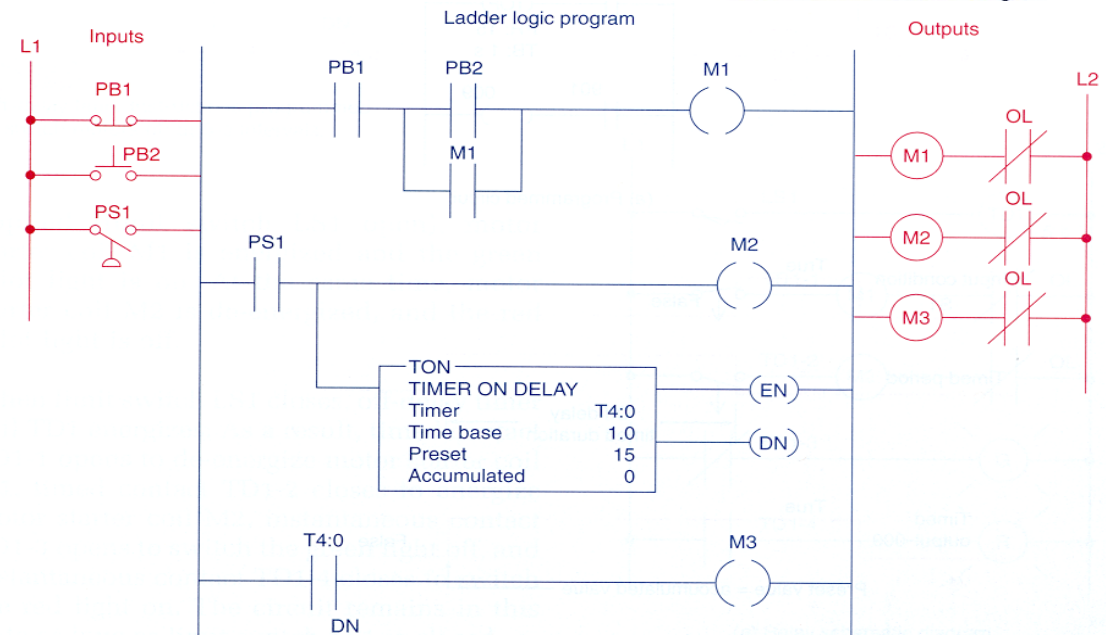 Ladder logic program
Inputs
Outputs
L1
PB1
PB2
PS1
PB1
PB2
M1
M1
PS1
M2
TON
TIMER ON DELAY
Timer T4:0
Time base 1.0
Preset 15
Accumulated 0
EN
DN
T4:0
DN
M3
L2
OL
M1
OL
M2
OL
M3